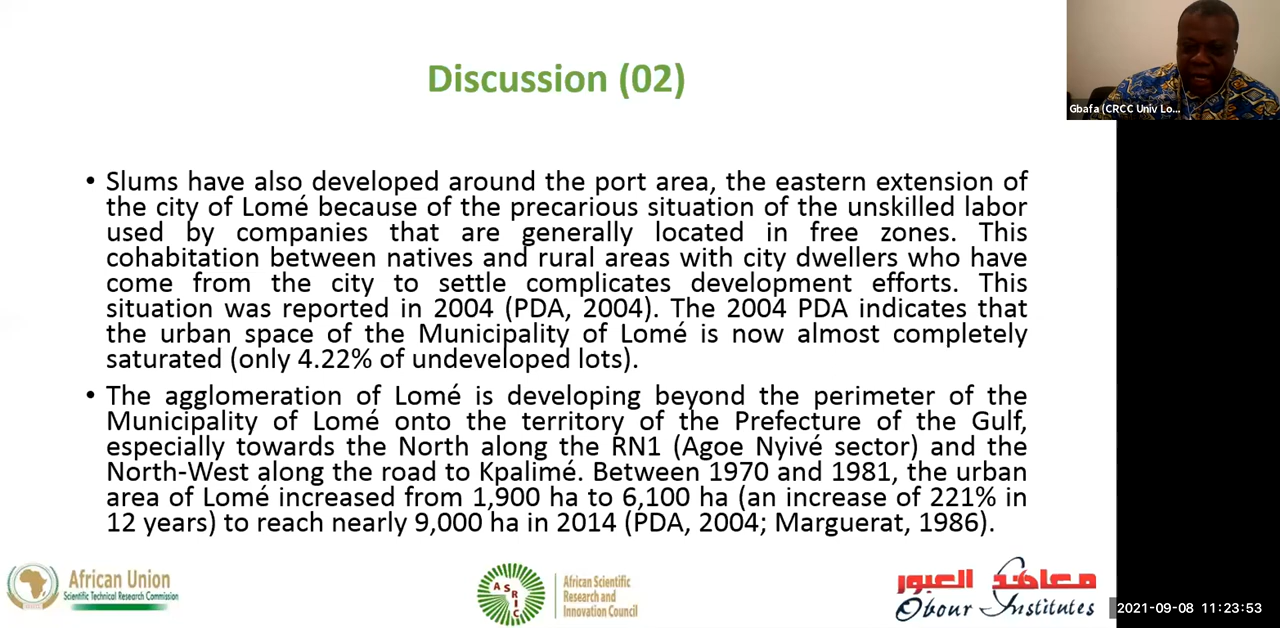 Discussion (02)
Gbafa (CRCC Univ Lo...
• Slums have also developed around the port area, the eastern extension of
the city of Lomé because of the precarious situation of the unskilled labor
used by companies that are generally located in free zones. This
cohabitation between natives and rural areas with city dwellers who have
come from the city to settle complicates development efforts. This
situation was reported in 2004 (PDA, 2004). The 2004 PDA indicates that
the urban space of the Municipality of Lomé is now almost completely
saturated (only 4.22% of undeveloped lots).
• The agglomeration of Lomé is developing beyond the perimeter of the
Municipality of Lomé onto the territory of the Prefecture of the Gulf,
especially towards the North along the RN1 (Agoe Nyivé sector) and the
North-West along the road to Kpalimé. Between 1970 and 1981, the urban
area of Lomé increased from 1,900 ha to 6,100 ha (an increase of 221% in
12 years) to reach nearly 9,000 ha in 2014 (PDA, 2004; Marguerat, 1986).
African Union
Scientific Technical Research Commission
ASRIC
African Scientific
Research and
Innovation Council
معاهد العبور
Obour Institutes
2021-09-08 11:23:53